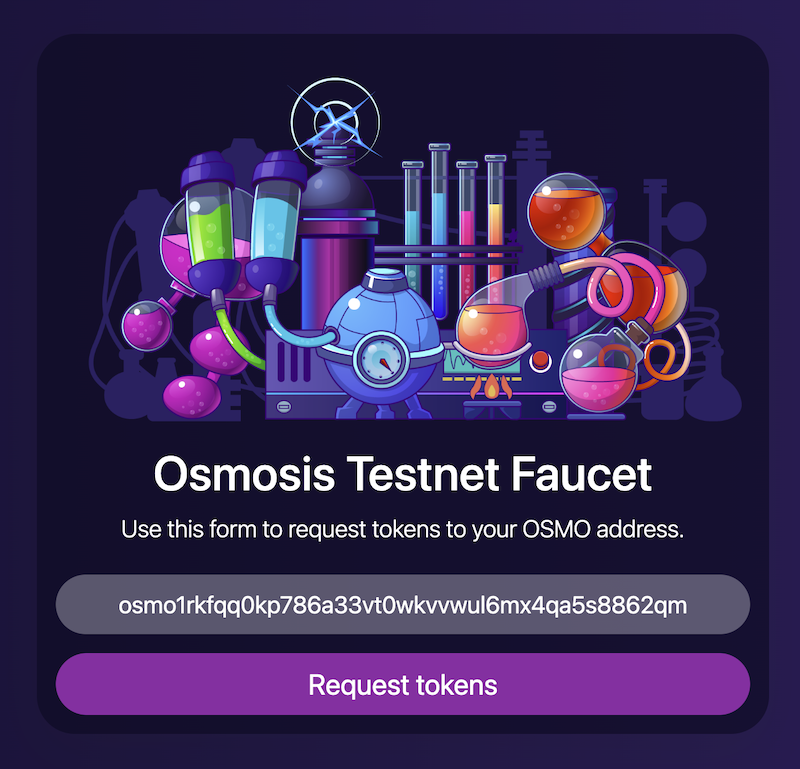 Osmosis Testnet Faucet
Use this form to request tokens to your OSMO address.
osmo1rkfqq0kp786a33vt0wkvvwul6mx4qa5s8862qm
Request tokens